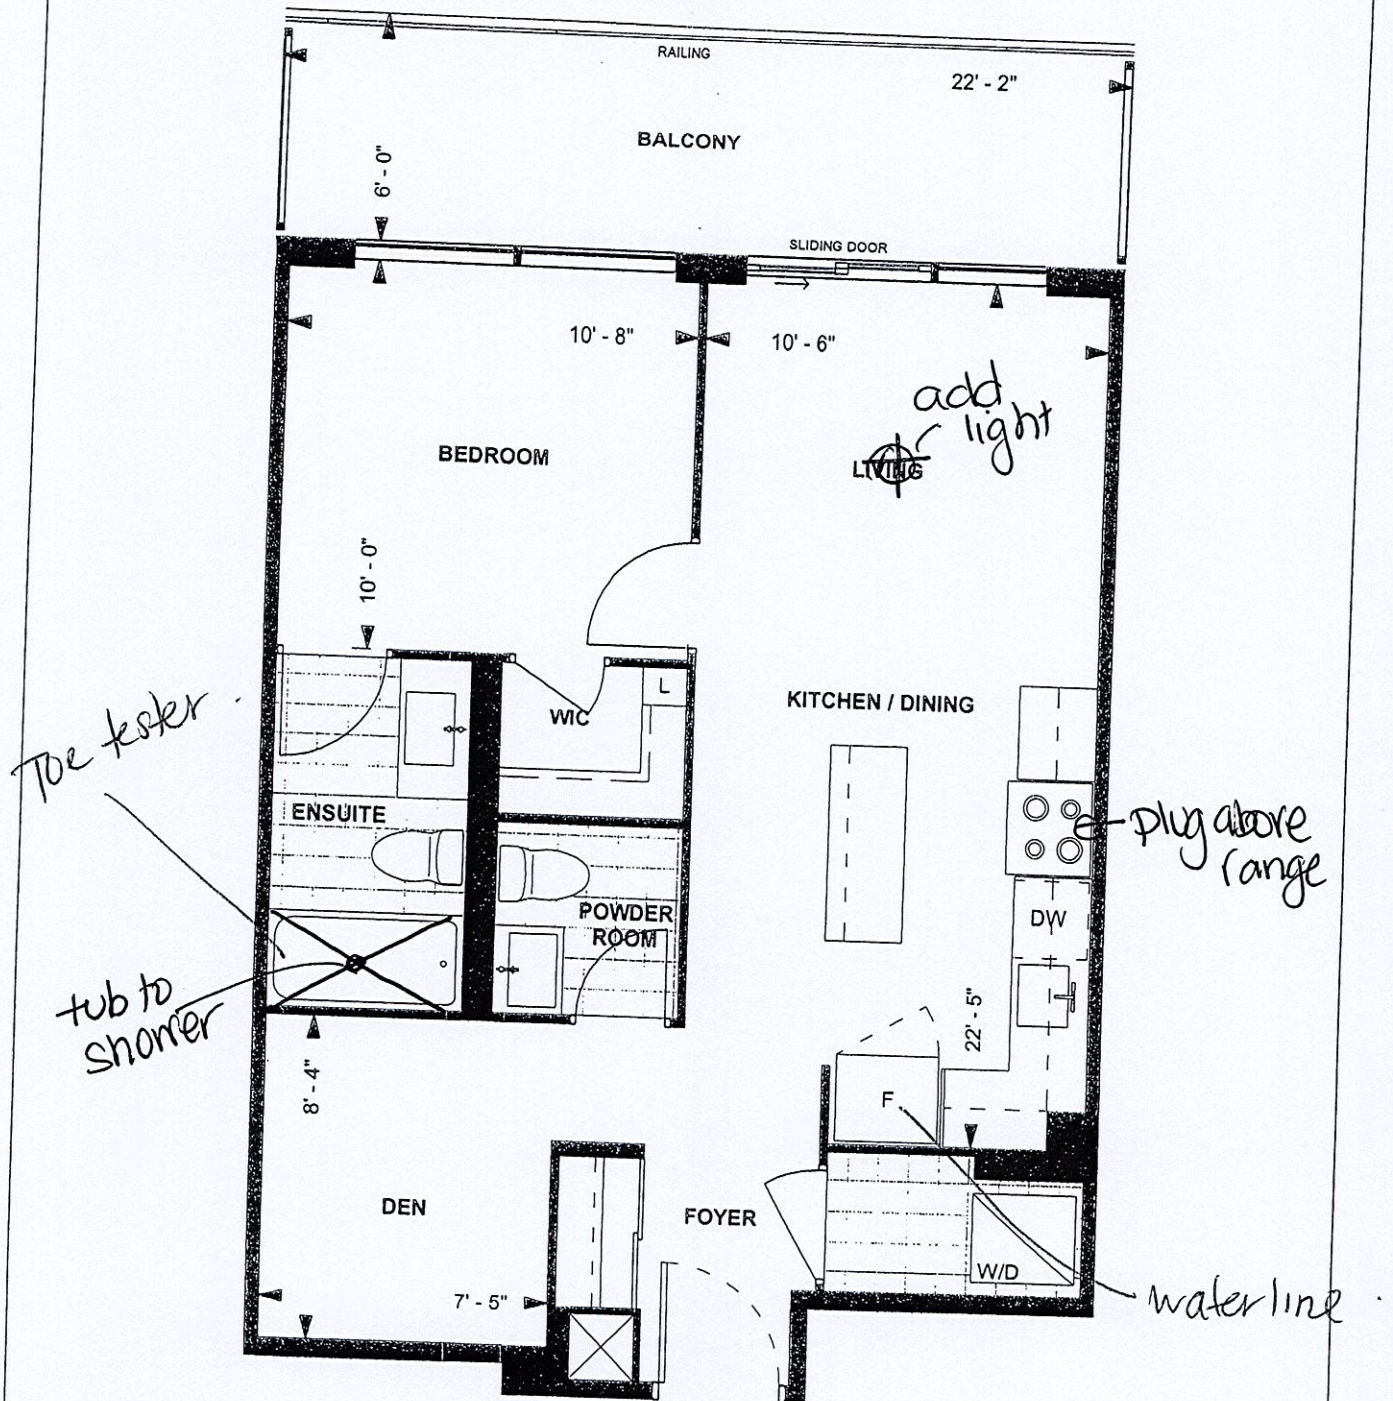 RAILING
22' - 2"
BALCONY
6' - 0"
SLIDING DOOR
10' - 8"
10' - 6"
add
light
BEDROOM
LIVING
10' - 0"
Toe tester
WIC
L
KITCHEN / DINING
ENSUITE
plug above
range
POWDER
ROOM
DW
tub to
shower
22' - 5"
8' - 4"
F
DEN
FOYER
W/D
7' - 5"
waterline